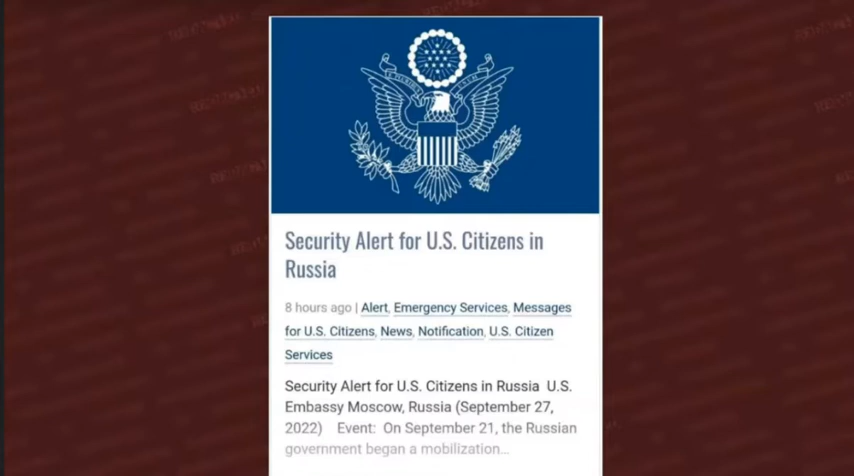 Security Alert for U.S. Citizens in
Russia
8 hours ago | Alert, Emergency Services, Messages
for U.S. Citizens, News, Notification, U.S. Citizen
Services
Security Alert for U.S. Citizens in Russia U.S.
Embassy Moscow, Russia (September 27,
2022) Event: On September 21, the Russian
government began a mobilization...